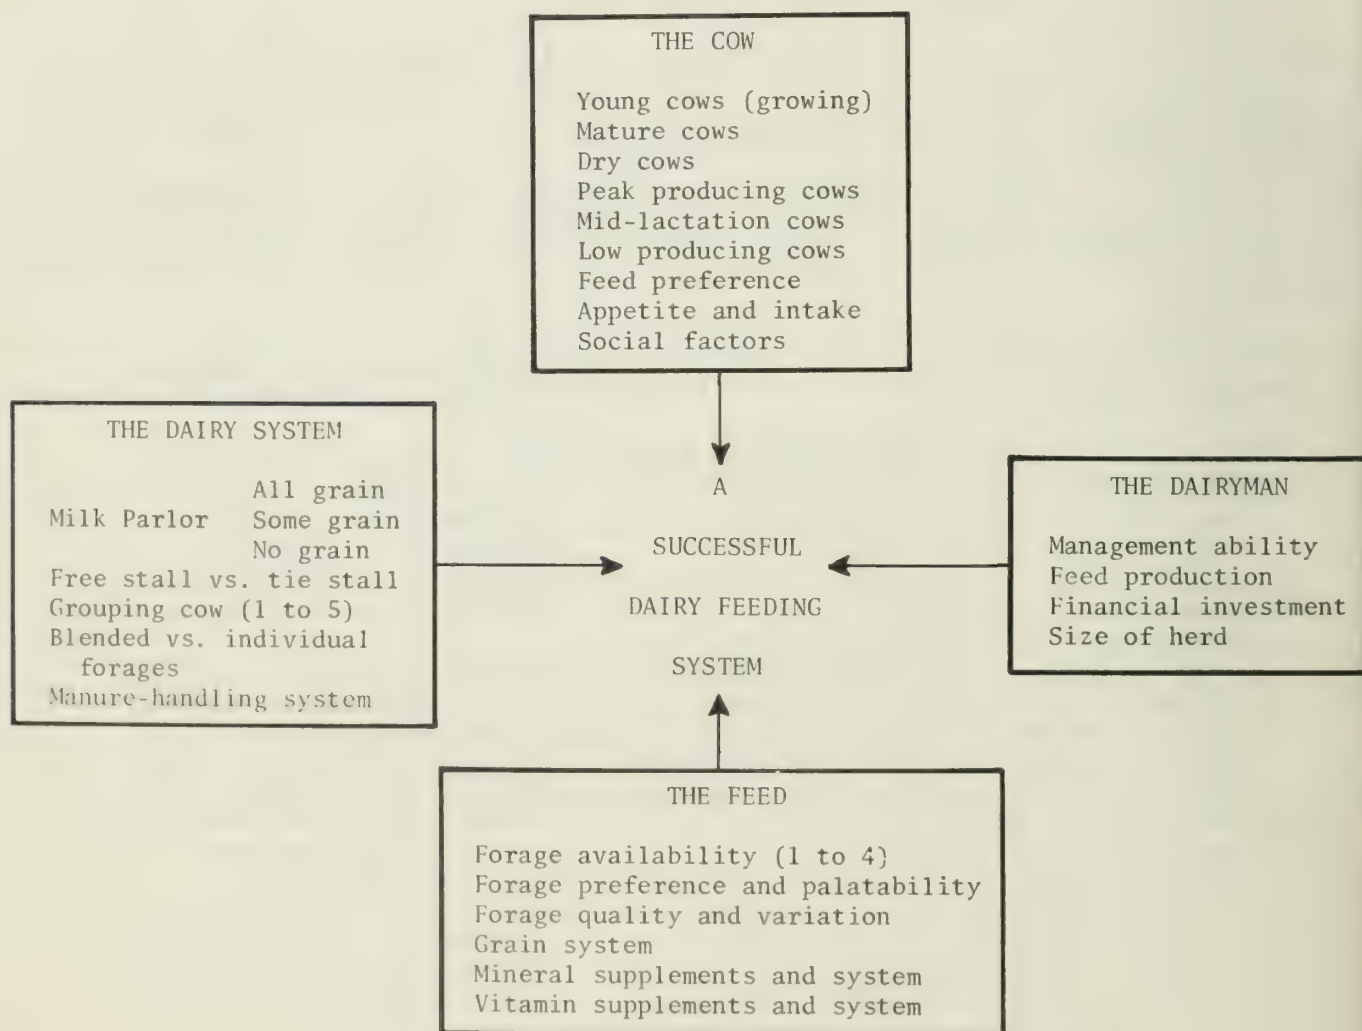 THE COW
Young cows (growing)
Mature cows
Dry cows
Peak producing cows
Mid-lactation cows
Low producing cows
Feed preference
Appetite and intake
Social factors
THE DAIRY SYSTEM
All grain
Milk Parlor Some grain
No grain
Free stall vs. tie stall
Grouping cow (1 to 5)
Blended vs. individual
forages
Manure-handling system
A
SUCCESSFUL
DAIRY FEEDING
SYSTEM
THE DAIRYMAN
Management ability
Feed production
Financial investment
Size of herd
THE FEED
Forage availability (1 to 4)
Forage preference and palatability
Forage quality and variation
Grain system
Mineral supplements and system
Vitamin supplements and system